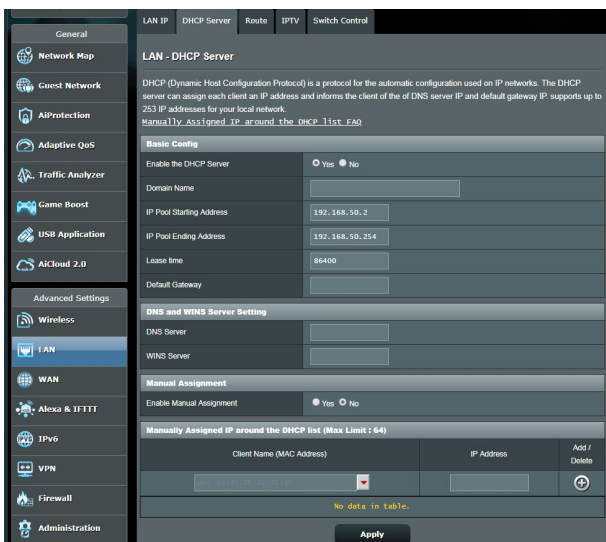 General
Network Map
Guest Network
AiProtection
Adaptive QoS
Traffic Analyzer
Game Boost
USB Application
AiCloud 2.0
Advanced Settings
Wireless
LAN
WAN
Alexa & IFTTT
IPv6
VPN
Firewall
Administration
LAN IP DHCP Server Route IPTV Switch Control
LAN - DHCP Server
DHCP (Dynamic Host Configuration Protocol) is a protocol for the automatic configuration used on IP networks. The DHCP
server can assign each client an IP address and informs the client of the of DNS server IP and default gateway IP. supports up to
253 IP addresses for your local network.
Manually Assigned IP around the DHCP list FAQ
Basic Config
Enable the DHCP Server Yes No
Domain Name
IP Pool Starting Address 192.168.50.2
IP Pool Ending Address 192.168.50.254
Lease time 86400
Default Gateway
DNS and WINS Server Setting
DNS Server
WINS Server
Manual Assignment
Enable Manual Assignment Yes No
Manually Assigned IP around the DHCP list (Max Limit : 64)
Client Name (MAC Address) IP Address Add /
Delete
No data in table.
Apply